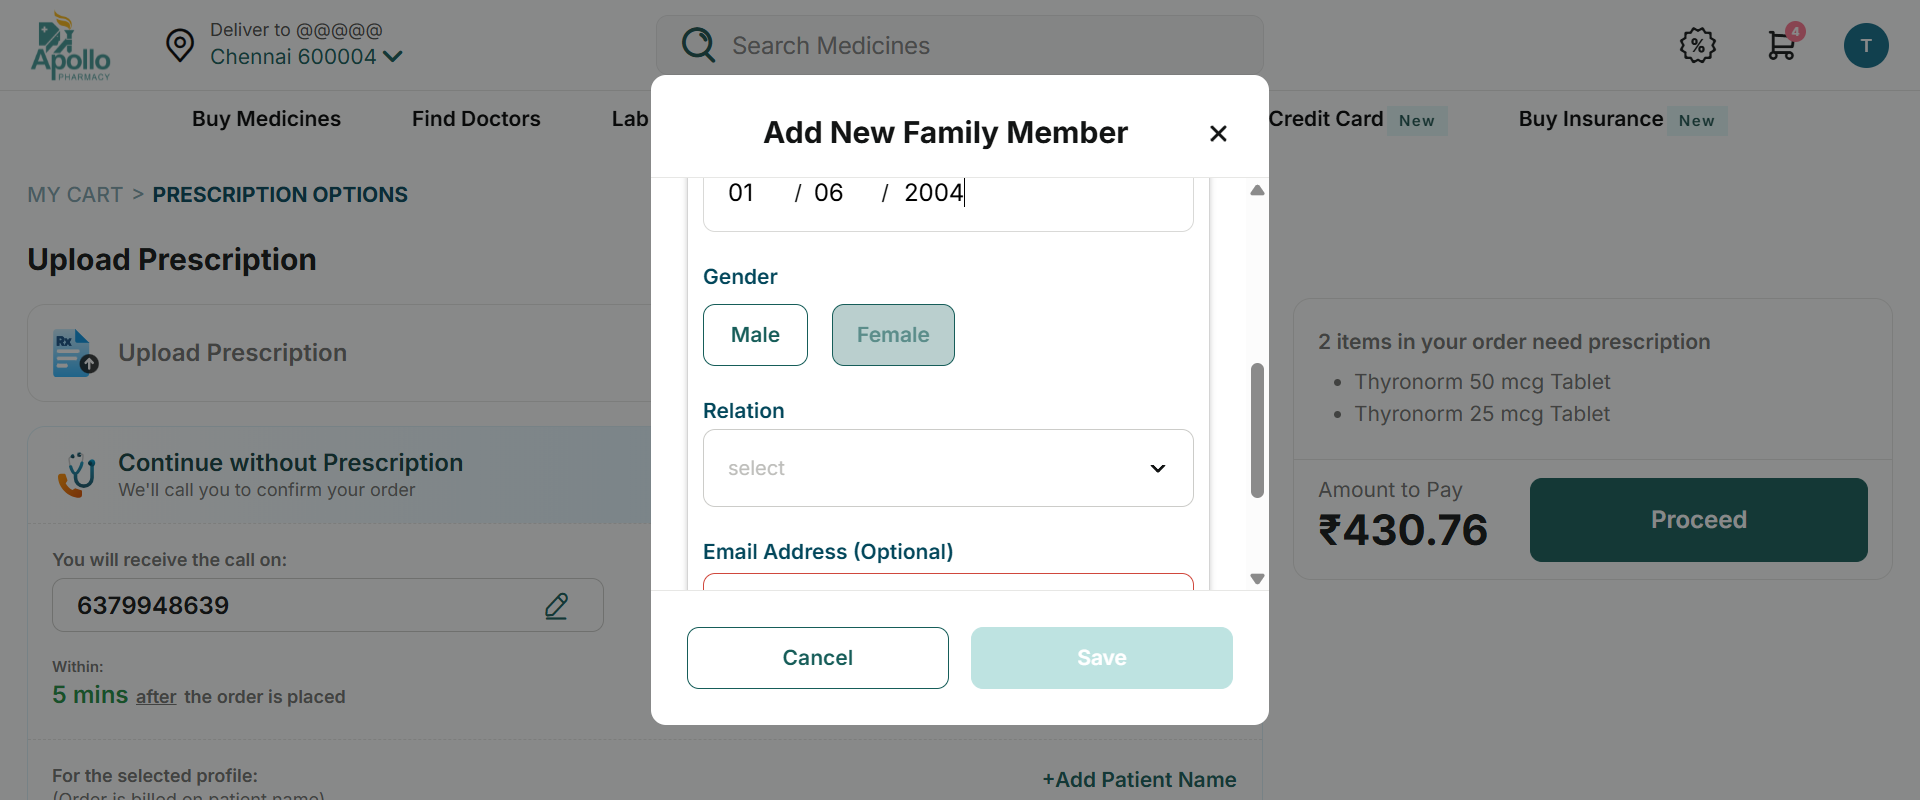 Apollo
PHARMACY
Deliver to @@@@@
Chennai 600004
Search Medicines
%
4
T
Buy Medicines
Find Doctors
Lab
Credit Card New
Buy Insurance New
MY CART > PRESCRIPTION OPTIONS
Upload Prescription
Rx
Upload Prescription
Continue without Prescription
We'll call you to confirm your order
You will receive the call on:
6379948639
Within:
5 mins after the order is placed
For the selected profile:
(Order is billed on patient name)
+Add Patient Name
Add New Family Member
01 / 06 / 2004
Gender
Male
Female
Relation
select
Email Address (Optional)
Cancel
Save
2 items in your order need prescription
• Thyronorm 50 mcg Tablet
• Thyronorm 25 mcg Tablet
Amount to Pay
₹430.76
Proceed